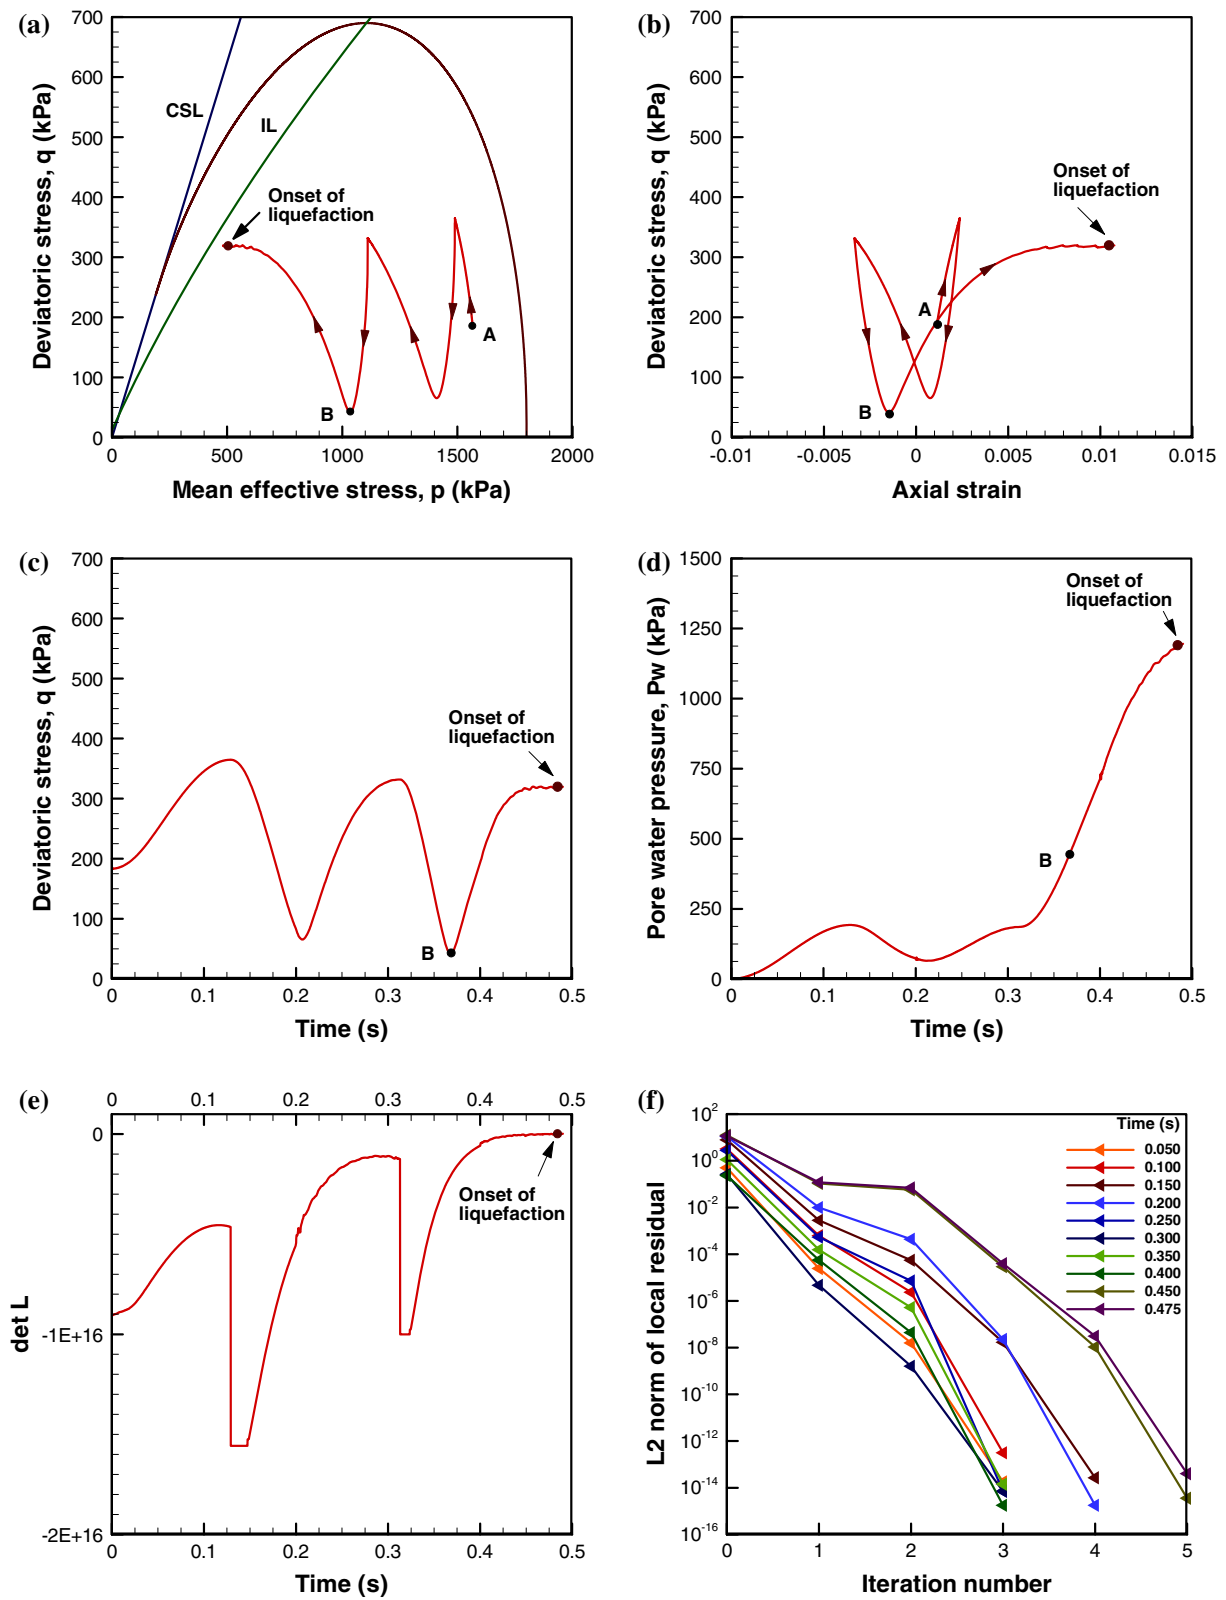 (a)
700
600
500
400
300
200
100
0
Deviatoric stress, q (kPa)
CSL
IL
Onset of
liquefaction
A
B
0
500
1000
1500
2000
Mean effective stress, p (kPa)
(b)
700
600
500
400
300
200
100
0
Deviatoric stress, q (kPa)
Onset of
liquefaction
A
B
-0.01
-0.005
0
0.005
0.01
0.015
Axial strain
(c)
700
600
500
400
300
200
100
0
Deviatoric stress, q (kPa)
Onset of
liquefaction
B
0
0.1
0.2
0.3
0.4
0.5
Time (s)
(d)
1500
1250
1000
750
500
250
0
Pore water pressure, Pw (kPa)
Onset of
liquefaction
B
0
0.1
0.2
0.3
0.4
0.5
Time (s)
(e)
0
0.1
0.2
0.3
0.4
0.5
0
-1E+16
-2E+16
det L
Onset of
liquefaction
0
0.1
0.2
0.3
0.4
0.5
Time (s)
(f)
10^2
10^0
10^-2
10^-4
10^-6
10^-8
10^-10
10^-12
10^-14
10^-16
L2 norm of local residual
Time (s)
0.050
0.100
0.150
0.200
0.250
0.300
0.350
0.400
0.450
0.475
0
1
2
3
4
5
Iteration number